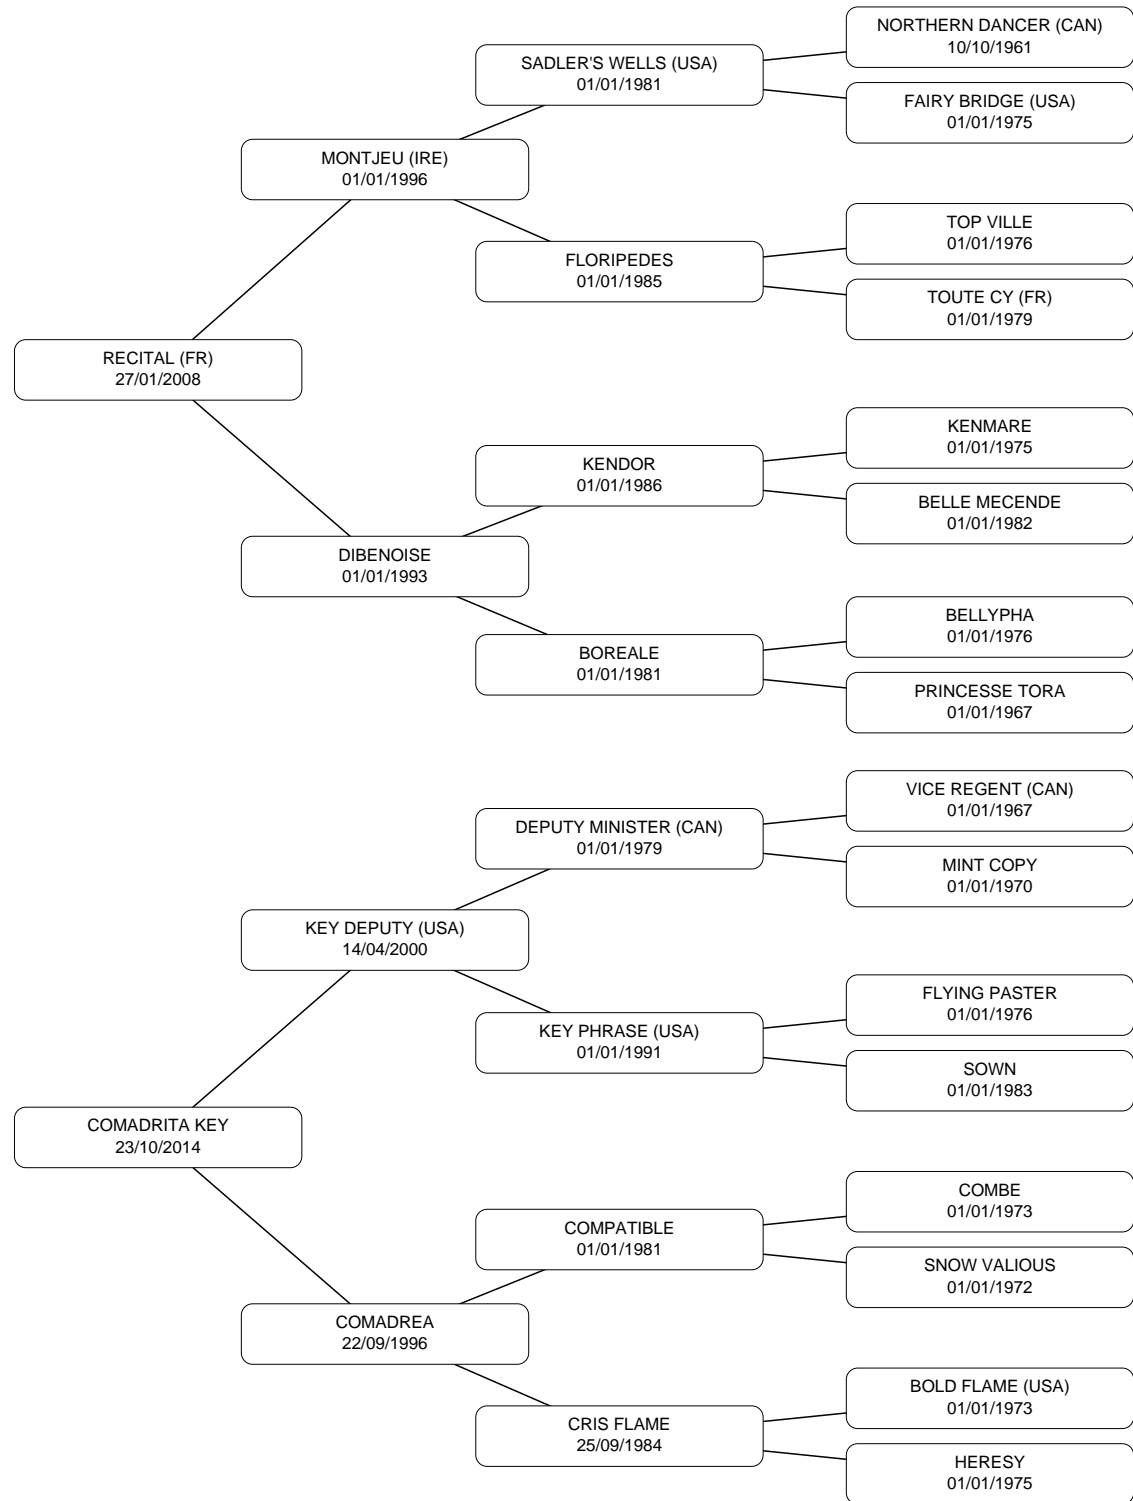 NORTHERN DANCER (CAN)
10/10/1961
SADLER'S WELLS (USA)
01/01/1981
FAIRY BRIDGE (USA)
01/01/1975
MONTJEU (IRE)
01/01/1996
TOP VILLE
01/01/1976
FLORIPEDES
01/01/1985
TOUTE CY (FR)
01/01/1979
RECITAL (FR)
27/01/2008
KENMARE
01/01/1975
KENDOR
01/01/1986
BELLE MECENDE
01/01/1982
DIBENOISE
01/01/1993
BELLYPHA
01/01/1976
BOREALE
01/01/1981
PRINCESSE TORA
01/01/1967
VICE REGENT (CAN)
01/01/1967
DEPUTY MINISTER (CAN)
01/01/1979
MINT COPY
01/01/1970
KEY DEPUTY (USA)
14/04/2000
FLYING PASTER
01/01/1976
KEY PHRASE (USA)
01/01/1991
SOWN
01/01/1983
COMADRITA KEY
23/10/2014
COMBE
01/01/1973
COMPATIBLE
01/01/1981
SNOW VALIOUS
01/01/1972
COMADREA
22/09/1996
BOLD FLAME (USA)
01/01/1973
CRIS FLAME
25/09/1984
HERESY
01/01/1975